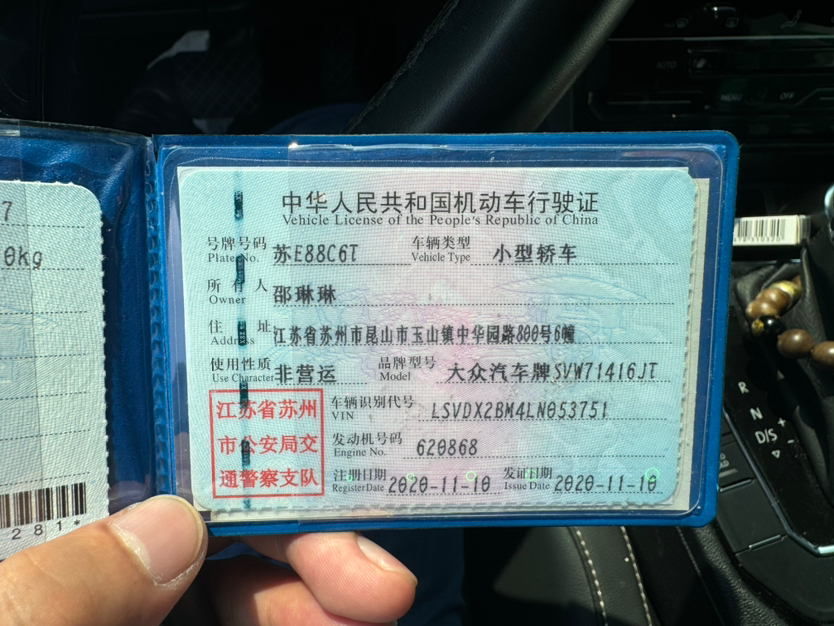 7
0kg
281*
中华人民共和国机动车行驶证
Vehicle License of the People's Republic of China
号牌号码 苏E88C6T 车辆类型 小型轿车
Plate No. Vehicle Type
所有人 邵琳琳
Owner
住址 江苏省苏州市昆山市玉山镇中华园路800号6幢
Address
使用性质 非营运 品牌型号 大众汽车牌SVW71416JT
Use Character Model
江苏省苏州
市公安局交
通警察支队
车辆识别代号 LSVDX2BM4LN053751
VIN
发动机号码 620868
Engine No.
注册日期 2020-11-10 发证日期 2020-11-10
Register Date Issue Date
AUTO
MENU
OFF
R
N
D/S